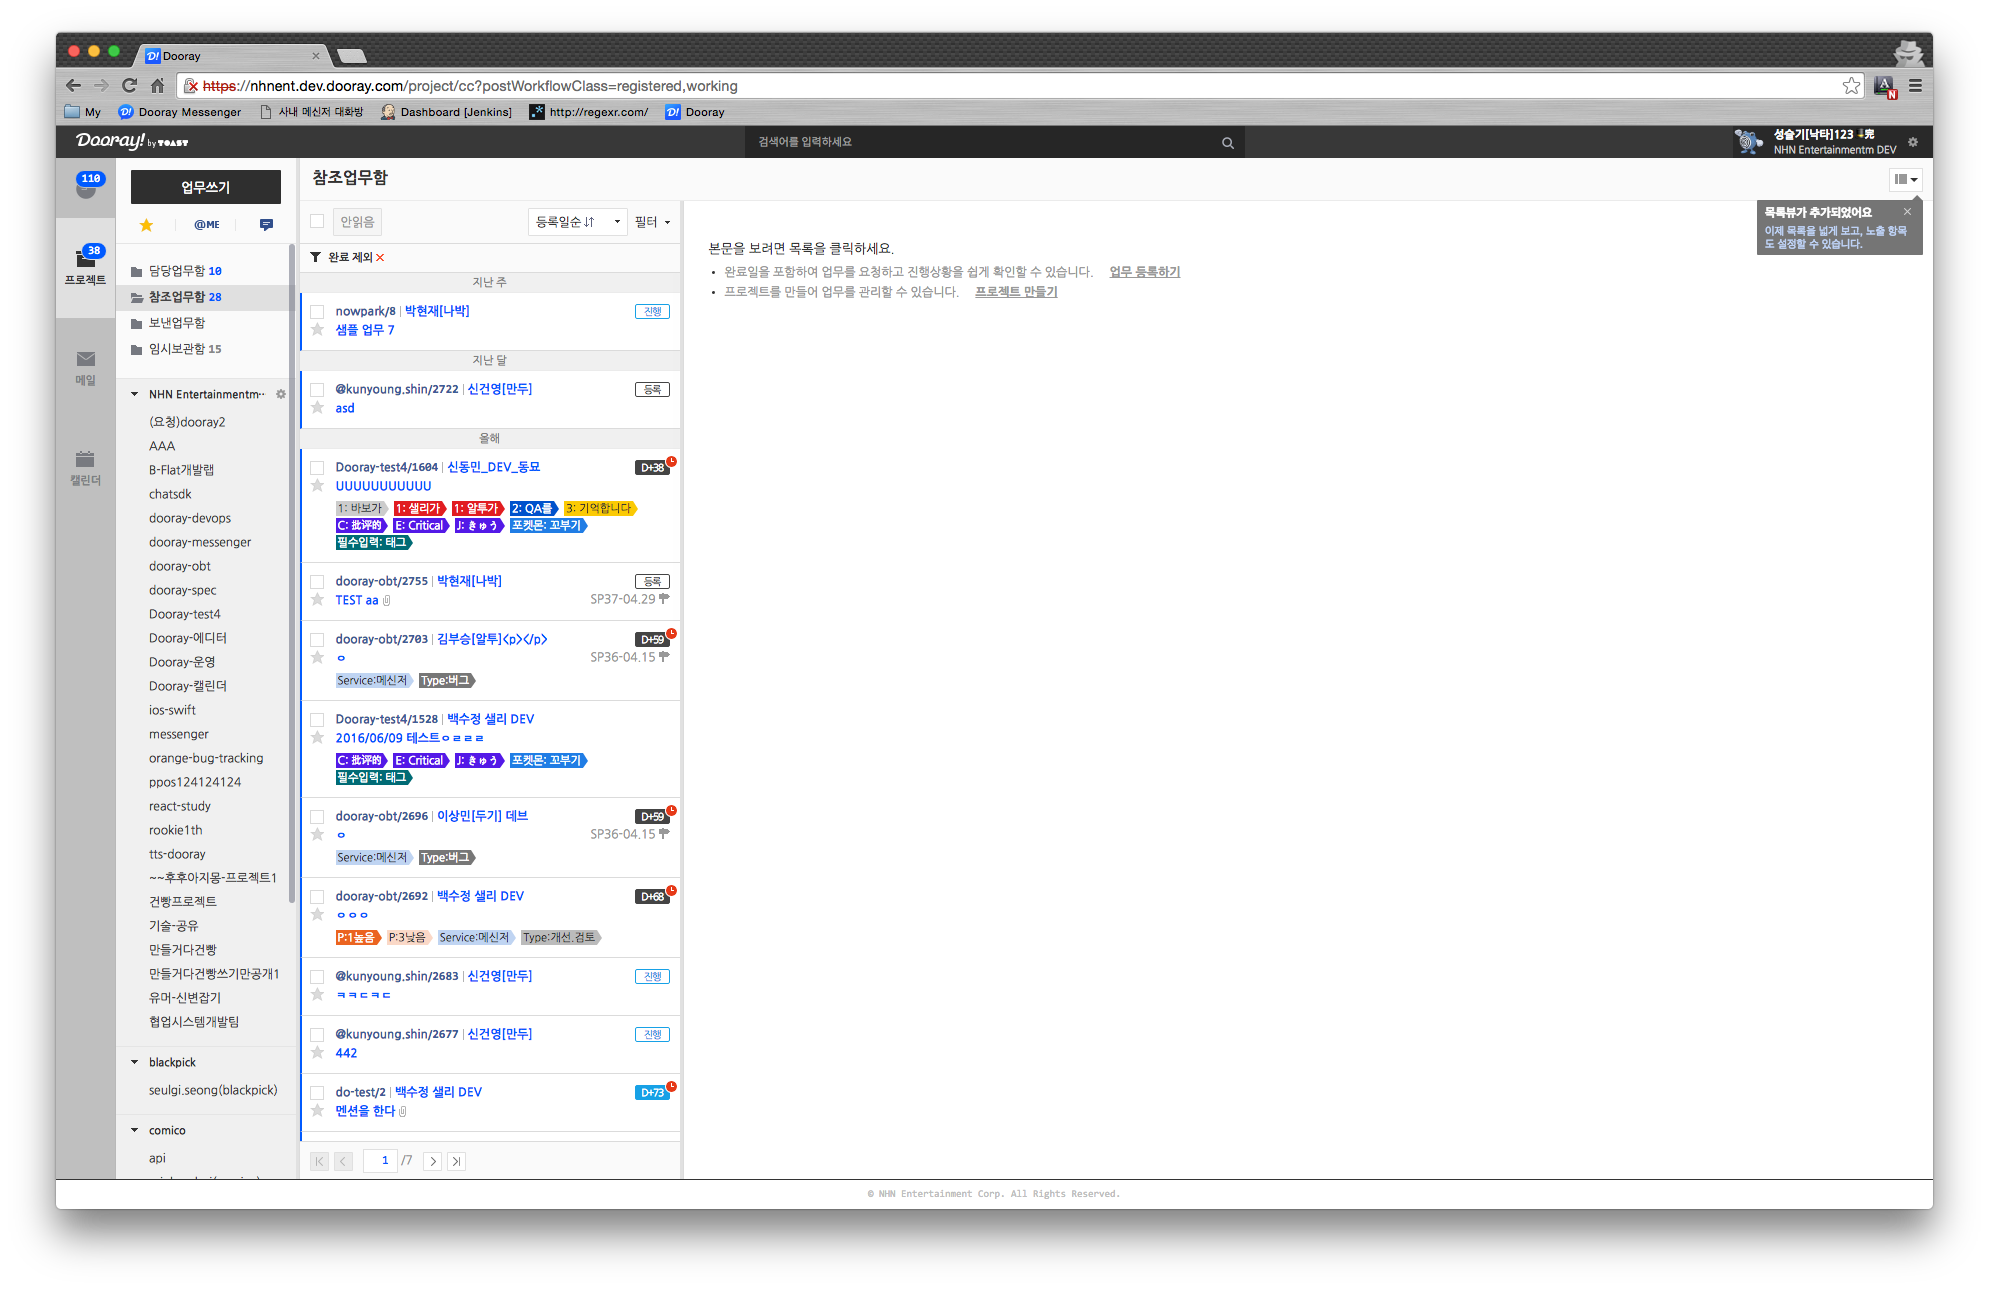 Dooray
https://nhnent.dev.dooray.com/project/cc?postWorkflowClass=registered,working
My
Dooray Messenger
사내 메신저 대화방
Dashboard [Jenkins]
http://regexr.com/
Dooray
Dooray! by TOAST
검색어를 입력하세요
성슬기[낙타]123
NHN Entertainmentm DEV
110
38
프로젝트
메일
캘린더
업무쓰기
@ME
담당업무함 10
참조업무함 28
보낸업무함
임시보관함 15
NHN Entertainmentm··
(요청)dooray2
AAA
B-Flat개발랩
chatsdk
dooray-devops
dooray-messenger
dooray-obt
dooray-spec
Dooray-test4
Dooray-에디터
Dooray-운영
Dooray-캘린더
ios-swift
messenger
orange-bug-tracking
ppos124124124
react-study
rookie1th
tts-dooray
~~후후아지몽-프로젝트1
건빵프로젝트
기술-공유
만들거다건빵
만들거다건빵쓰기만공개1
유머-신변잡기
협업시스템개발팀
blackpick
seulgi.seong(blackpick)
comico
api
참조업무함
안읽음
등록일순
필터
완료 제외
지난 주
nowpark/8 | 박현재[나박]
진행
샘플 업무 7
지난 달
@kunyoung.shin/2722 | 신건영[만두]
등록
asd
올해
Dooray-test4/1604 | 신동민_DEV_동묘
D+38
UUUUUUUUUUU
1: 바보가 1: 샐리가 1: 알투가 2: QA를 3: 기억합니다
C: 批评的 E: Critical J: きゅう 포켓몬: 꼬부기
필수입력: 태그
dooray-obt/2755 | 박현재[나박]
등록
TEST aa
SP37-04.29
dooray-obt/2703 | 김부승[알투]<p></p>
D+59
ㅇ
SP36-04.15
Service:메신저 Type:버그
Dooray-test4/1528 | 백수정 샐리 DEV
2016/06/09 테스트ㅇㄹㄹㄹ
C: 批评的 E: Critical J: きゅう 포켓몬: 꼬부기
필수입력: 태그
dooray-obt/2696 | 이상민[두기] 데브
D+59
ㅇ
SP36-04.15
Service:메신저 Type:버그
dooray-obt/2692 | 백수정 샐리 DEV
D+68
ㅇㅇㅇ
P:1높음 P:3낮음 Service:메신저 Type:개선.검토
@kunyoung.shin/2683 | 신건영[만두]
진행
ㅋㅋㄷㅋㄷ
@kunyoung.shin/2677 | 신건영[만두]
진행
442
do-test/2 | 백수정 샐리 DEV
D+73
멘션을 한다
1 /7
목록뷰가 추가되었어요
이제 목록을 넓게 보고, 노출 항목
도 설정할 수 있습니다.
본문을 보려면 목록을 클릭하세요.
• 완료일을 포함하여 업무를 요청하고 진행상황을 쉽게 확인할 수 있습니다. 업무 등록하기
• 프로젝트를 만들어 업무를 관리할 수 있습니다. 프로젝트 만들기
© NHN Entertainment Corp. All Rights Reserved.